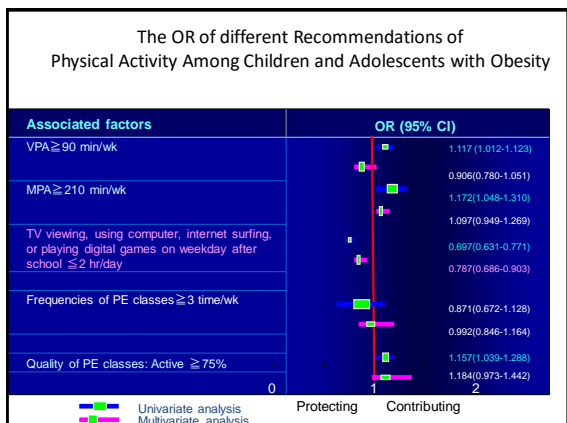 The OR of different Recommendations of
Physical Activity Among Children and Adolescents with Obesity
Associated factors OR (95% CI)
VPA≧90 min/wk 1.117(1.012-1.123)
0.906(0.780-1.051)
MPA≧210 min/wk 1.172(1.048-1.310)
1.097(0.949-1.269)
TV viewing, using computer, internet surfing,
or playing digital games on weekday after 0.697(0.631-0.771)
school ≦2 hr/day 0.787(0.686-0.903)
Frequencies of PE classes≧3 time/wk 0.871(0.672-1.128)
0.992(0.846-1.164)
Quality of PE classes: Active ≧75% 1.157(1.039-1.288)
1.184(0.973-1.442)
0 1 2
Univariate analysis Protecting Contributing
Multivariate analysis